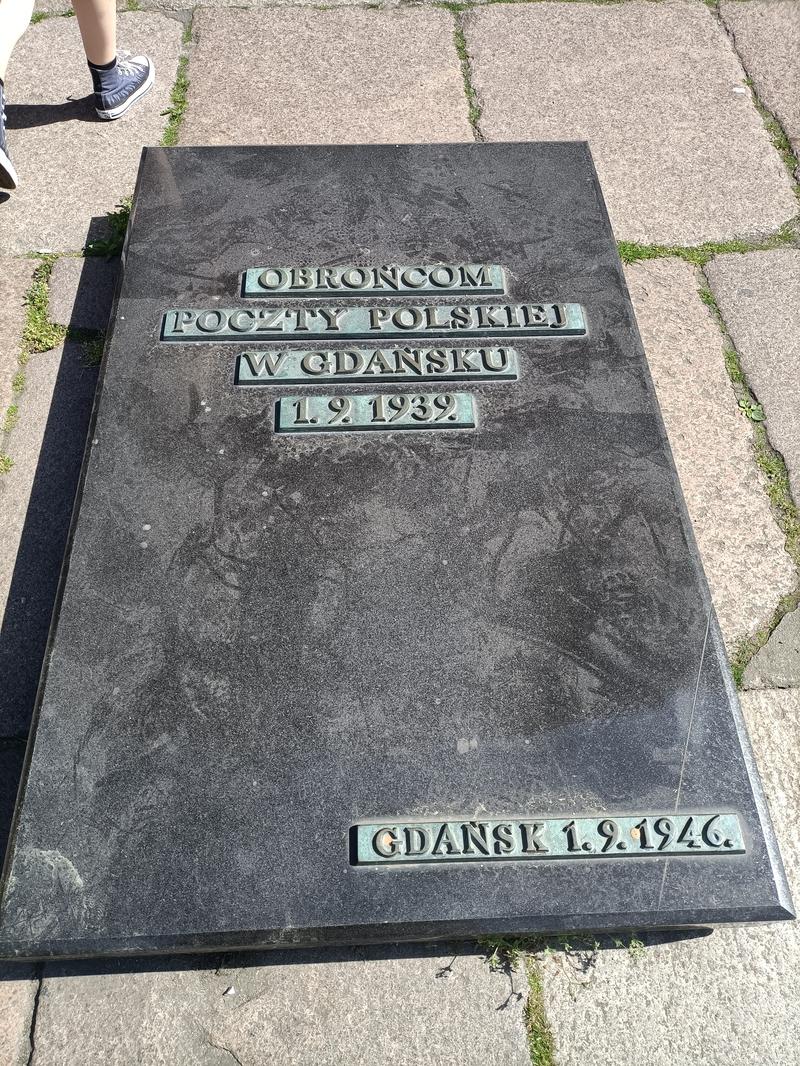 OBROŃCOM
POCZTY POLSKIEJ
W GDAŃSKU
1.9.1939.
GDAŃSK 1.9.1946.